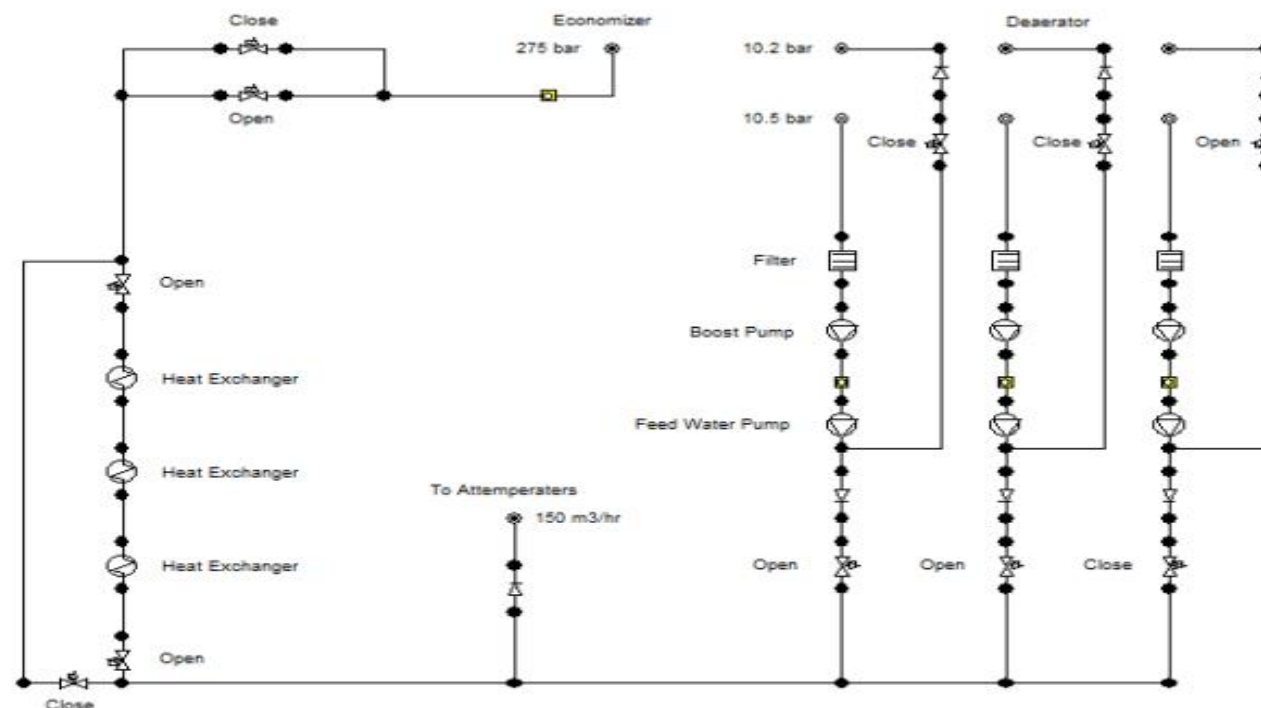 Close
Economizer
Deaerator
275 bar
10.2 bar
Open
10.5 bar
Close
Close
Open
Filter
Open
Boost Pump
Heat Exchanger
Feed Water Pump
Heat Exchanger
To Attemperaters
150 m3/hr
Heat Exchanger
Open
Open
Close
Open
Close